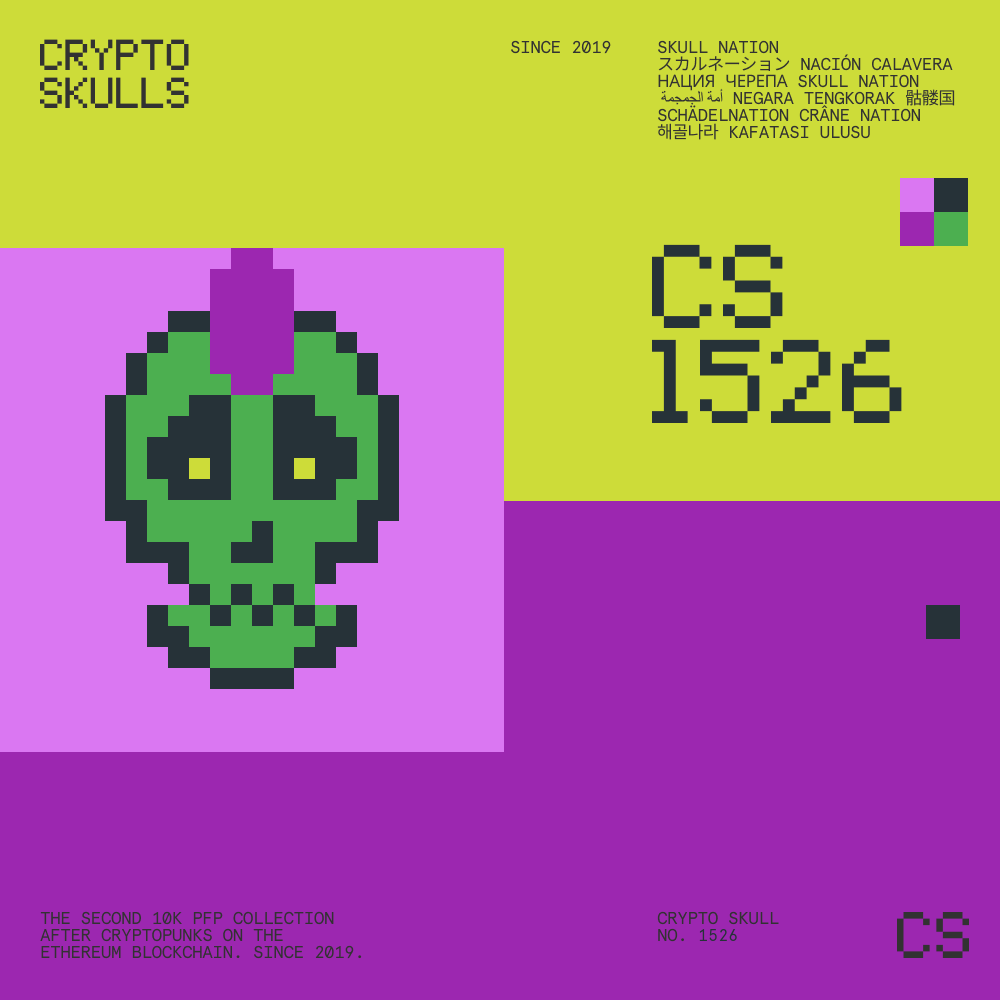 CRYPTO
SKULLS
SINCE 2019
SKULL NATION
スカルネーション NACIÓN CALAVERA
НАЦИЯ ЧЕРЕПА SKULL NATION
أمة الجمجمة NEGARA TENGKORAK 骷髅国
SCHÄDELNATION CRÂNE NATION
해골나라 KAFATASI ULUSU
CS
1526
THE SECOND 10K PFP COLLECTION
AFTER CRYPTOPUNKS ON THE
ETHEREUM BLOCKCHAIN. SINCE 2019.
CRYPTO SKULL
NO. 1526
CS